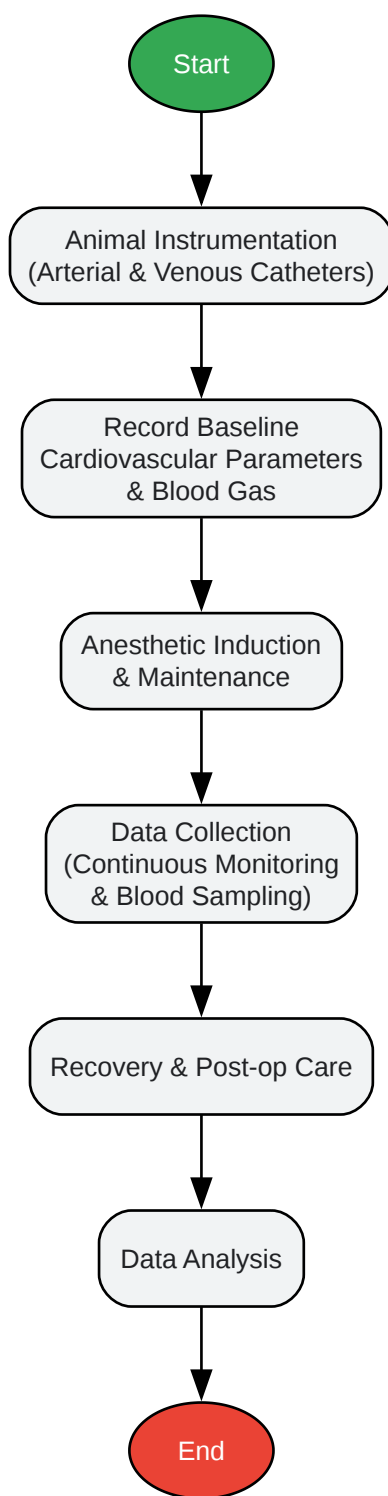 Start
Animal Instrumentation
(Arterial & Venous Catheters)
Record Baseline
Cardiovascular Parameters
& Blood Gas
Anesthetic Induction
& Maintenance
Data Collection
(Continuous Monitoring
& Blood Sampling)
Recovery & Post-op Care
Data Analysis
End